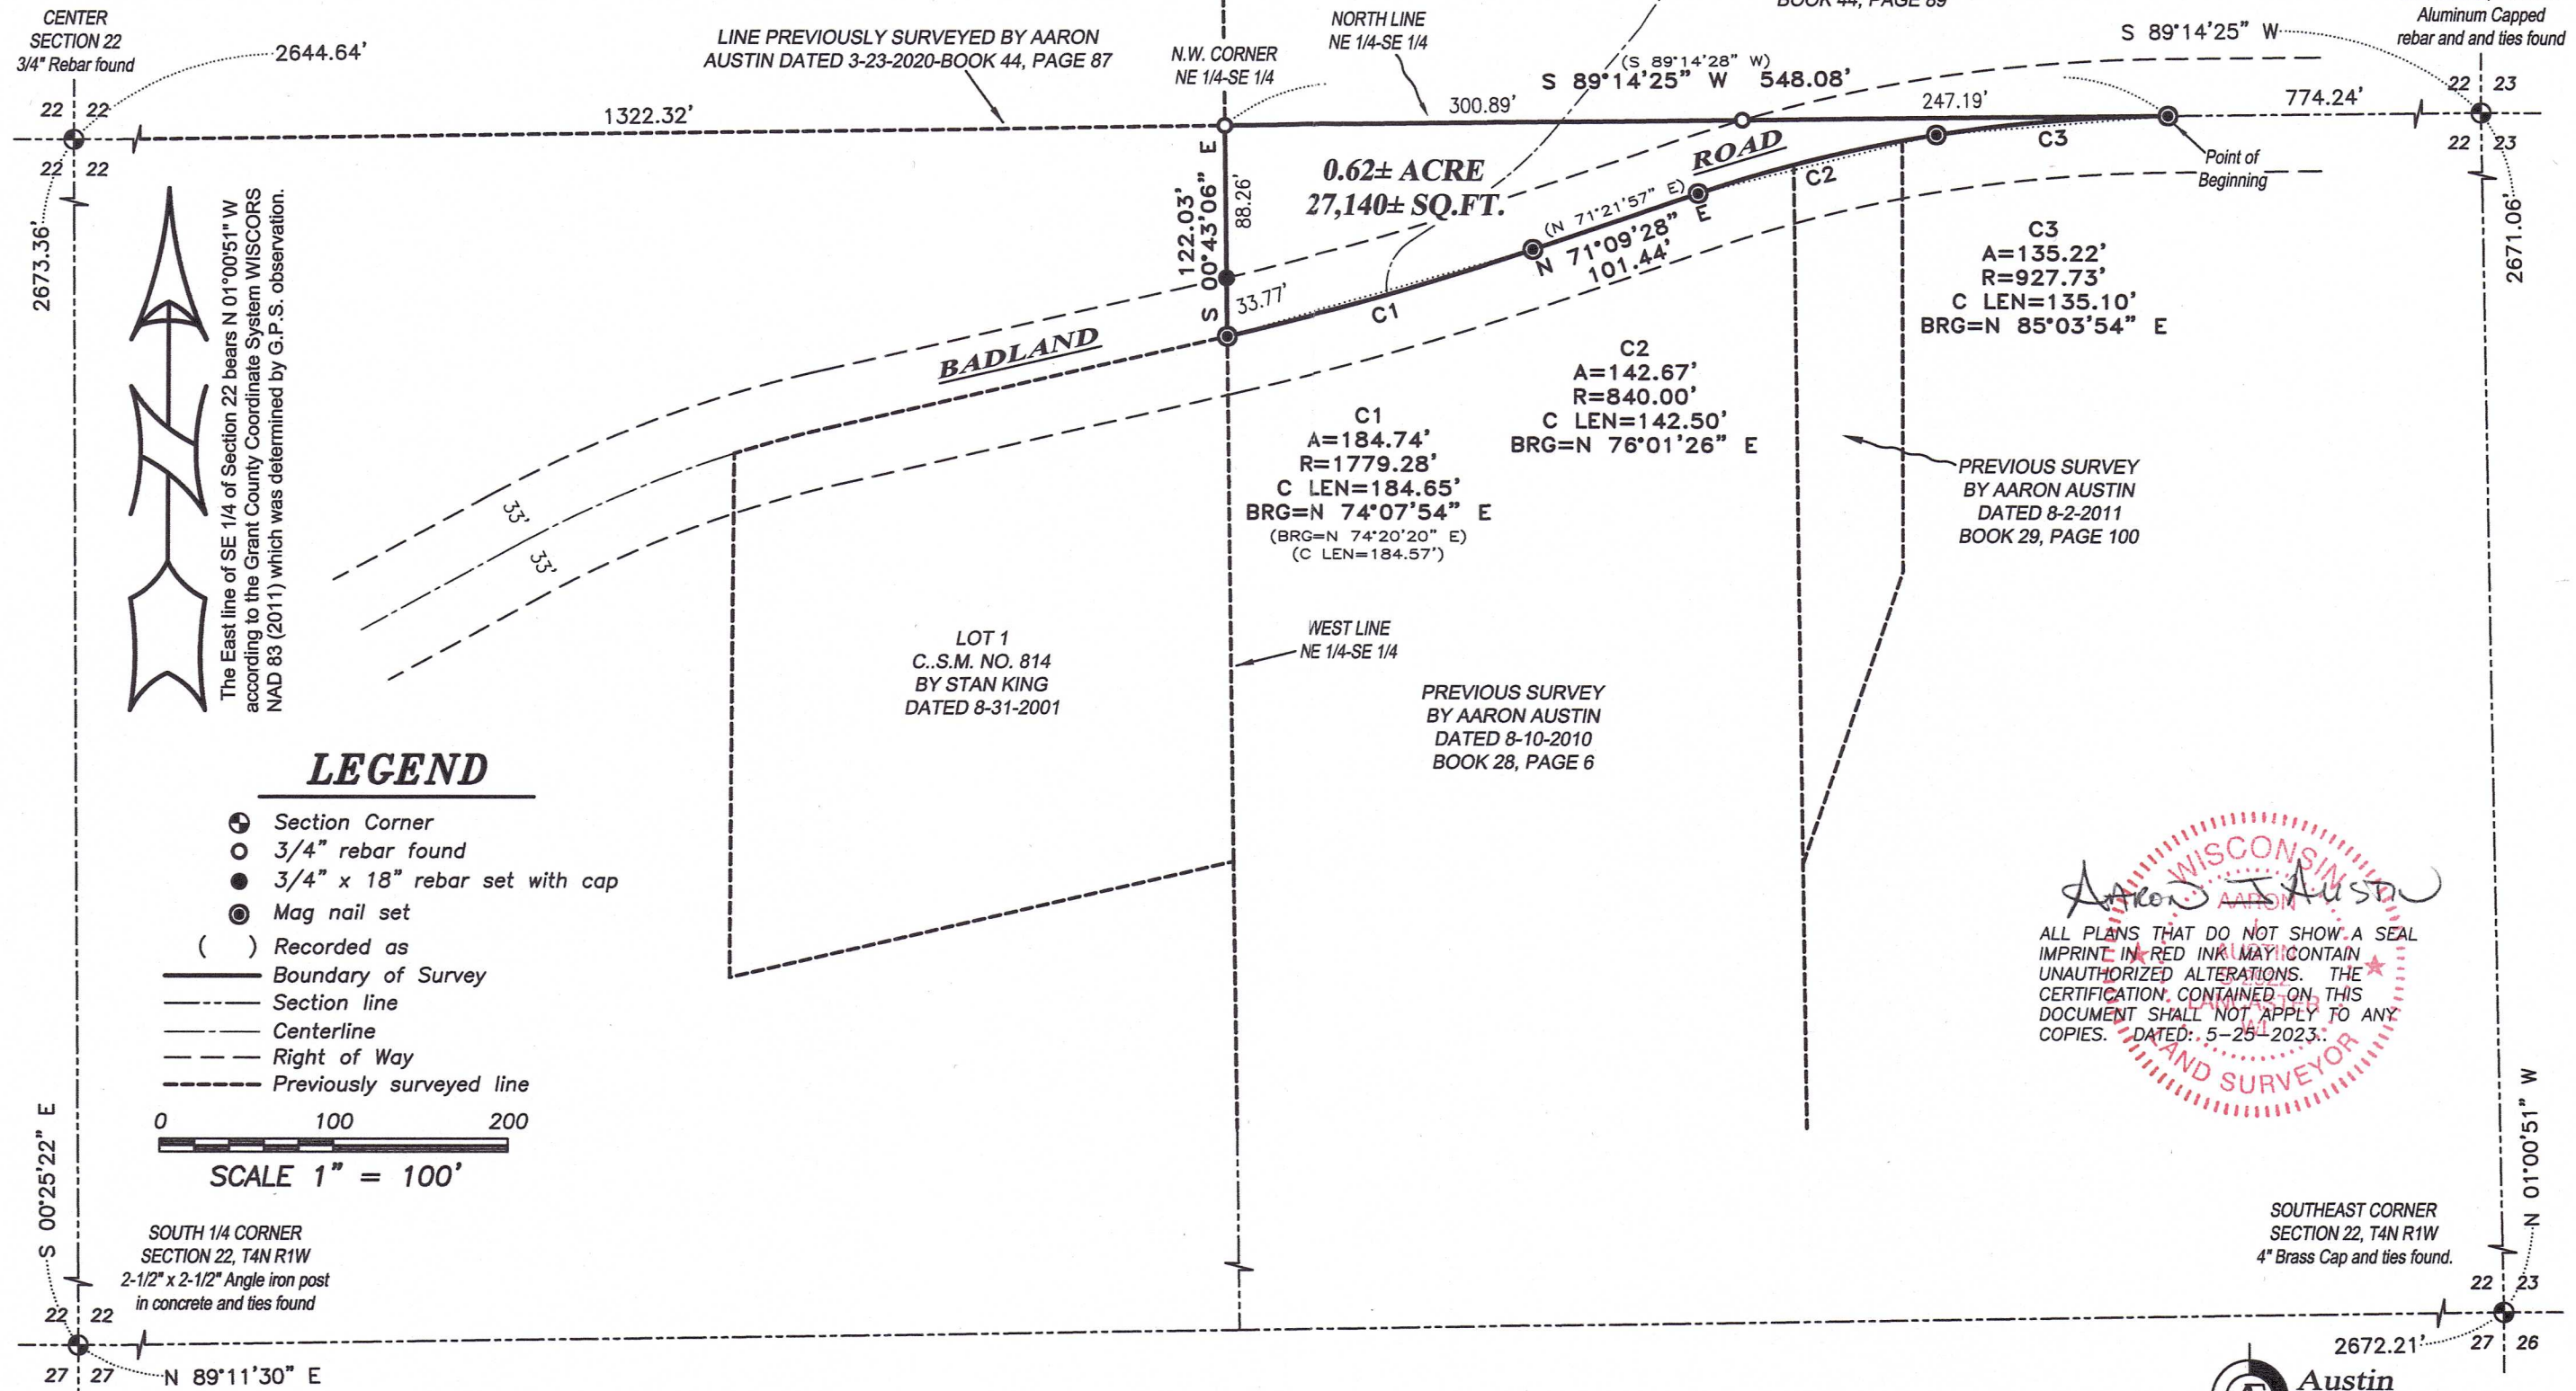 CENTER
SECTION 22
3/4" Rebar found
2644.64'
LINE PREVIOUSLY SURVEYED BY AARON
AUSTIN DATED 3-23-2020-BOOK 44, PAGE 87
N.W. CORNER
NE 1/4-SE 1/4
NORTH LINE
NE 1/4-SE 1/4
BOOK 44, PAGE 89
Aluminum Capped
rebar and and ties found
S 89°14'25" W
(S 89°14'28" W)
S 89°14'25" W 548.08'
22 22
22 22
1322.32'
300.89'
247.19'
774.24'
22 23
22 23
Point of
Beginning
2673.36'
2671.06'
The East line of SE 1/4 of Section 22 bears N 01°00'51" W
according to the Grant County Coordinate System WISCORS
NAD 83 (2011) which was determined by G.P.S. observation.
N
122.03'
S 00°43'06" E
88.26'
33.77'
0.62± ACRE
27,140± SQ.FT.
BADLAND
ROAD
C1
(N 71°21'57" E)
N 71°09'28" E
101.44'
C2
C3
33'
33'
C3
A=135.22'
R=927.73'
C LEN=135.10'
BRG=N 85°03'54" E
C2
A=142.67'
R=840.00'
C LEN=142.50'
BRG=N 76°01'26" E
C1
A=184.74'
R=1779.28'
C LEN=184.65'
BRG=N 74°07'54" E
(BRG=N 74°20'20" E)
(C LEN=184.57')
PREVIOUS SURVEY
BY AARON AUSTIN
DATED 8-2-2011
BOOK 29, PAGE 100
LOT 1
C..S.M. NO. 814
BY STAN KING
DATED 8-31-2001
WEST LINE
NE 1/4-SE 1/4
PREVIOUS SURVEY
BY AARON AUSTIN
DATED 8-10-2010
BOOK 28, PAGE 6
LEGEND
Section Corner
3/4" rebar found
3/4" x 18" rebar set with cap
Mag nail set
( ) Recorded as
Boundary of Survey
Section line
Centerline
Right of Way
Previously surveyed line
0 100 200
SCALE 1" = 100'
Aaron J Austin
WISCONSIN
AARON
J.
AUSTIN
LANCASTER
WI
LAND SURVEYOR
ALL PLANS THAT DO NOT SHOW A SEAL
IMPRINT IN RED INK MAY CONTAIN
UNAUTHORIZED ALTERATIONS. THE
CERTIFICATION CONTAINED ON THIS
DOCUMENT SHALL NOT APPLY TO ANY
COPIES. DATED: 5-25-2023..
S 00°25'22" E
N 01°00'51" W
SOUTH 1/4 CORNER
SECTION 22, T4N R1W
2-1/2" x 2-1/2" Angle iron post
in concrete and ties found
22 22
27 27
N 89°11'30" E
SOUTHEAST CORNER
SECTION 22, T4N R1W
4" Brass Cap and ties found.
22 23
27 26
2672.21'
Austin